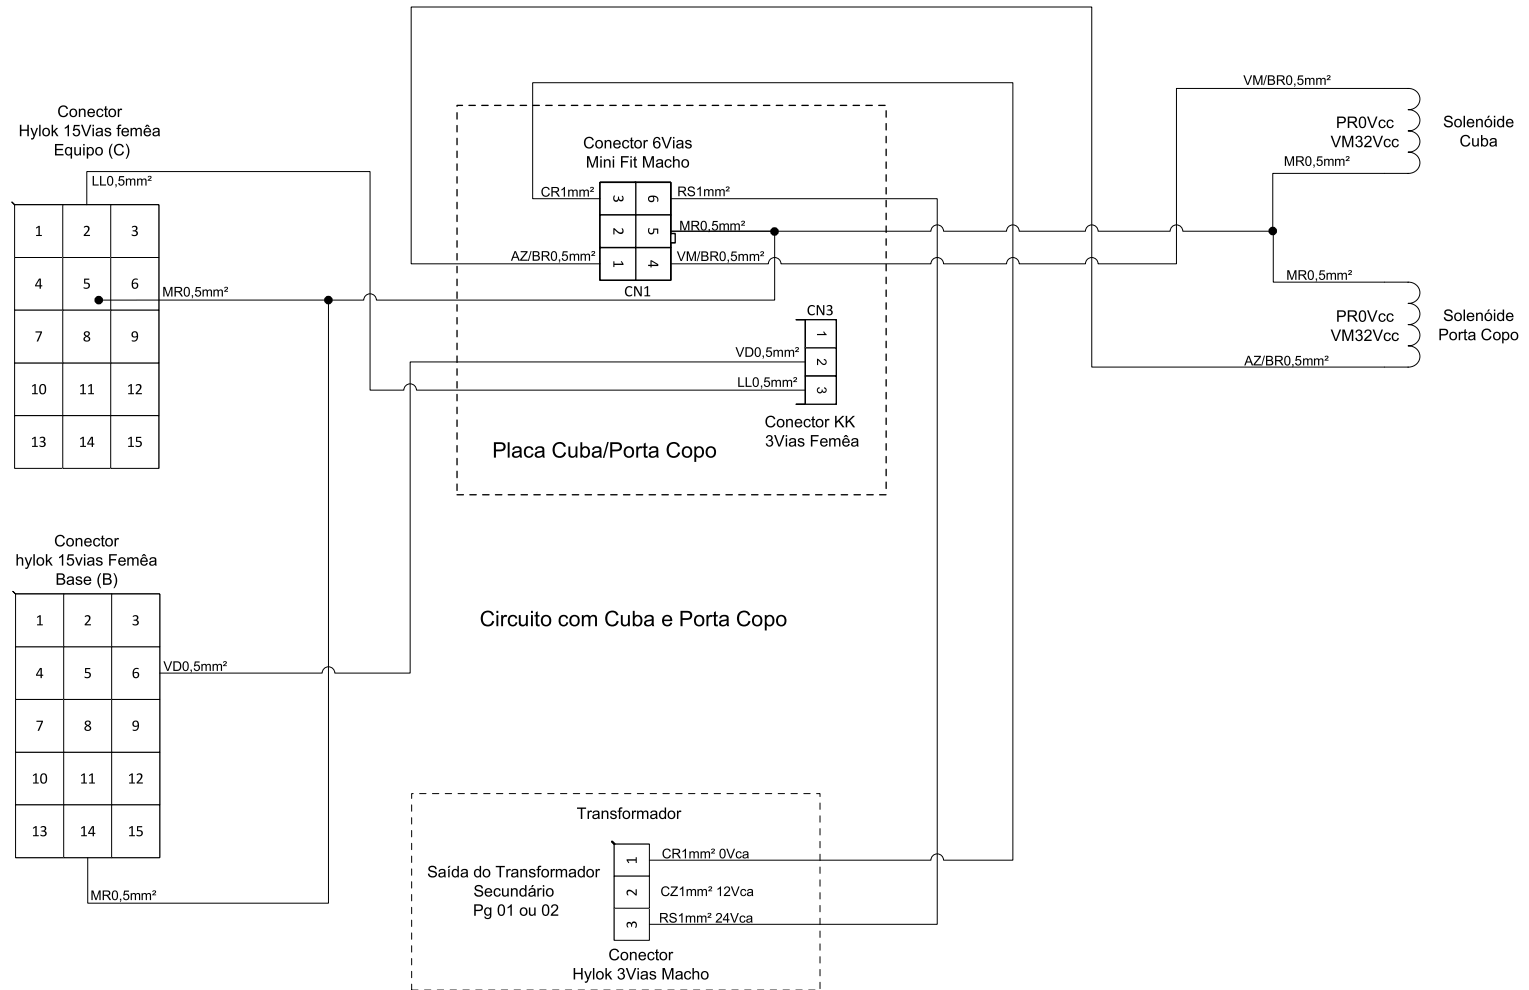 Conector
Hylok 15Vias femêa
Equipo (C)
LL0,5mm²
1 2 3
4 5 6
7 8 9
10 11 12
13 14 15
MR0,5mm²
Conector 6Vias
Mini Fit Macho
CR1mm²
3 6
RS1mm²
2 5
MR0,5mm²
AZ/BR0,5mm²
1 4
VM/BR0,5mm²
CN1
CN3
1
VD0,5mm²
2
LL0,5mm²
3
Conector KK
3Vias Femêa
Placa Cuba/Porta Copo
VM/BR0,5mm²
PR0Vcc
VM32Vcc
MR0,5mm²
Solenóide
Cuba
MR0,5mm²
PR0Vcc
VM32Vcc
AZ/BR0,5mm²
Solenóide
Porta Copo
Conector
hylok 15vias Femêa
Base (B)
1 2 3
4 5 6
VD0,5mm²
7 8 9
10 11 12
13 14 15
MR0,5mm²
Circuito com Cuba e Porta Copo
Transformador
Saída do Transformador
Secundário
Pg 01 ou 02
1
CR1mm² 0Vca
2
CZ1mm² 12Vca
3
RS1mm² 24Vca
Conector
Hylok 3Vias Macho